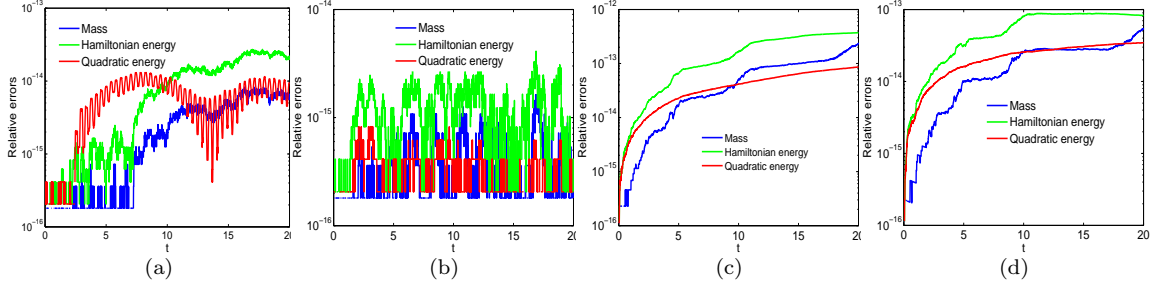 10⁻¹³
10⁻¹⁴
10⁻¹⁵
10⁻¹⁶
Relative errors
Mass
Hamiltonian energy
Quadratic energy
0 5 10 15 20
t
(a)
10⁻¹⁴
10⁻¹⁵
10⁻¹⁶
Relative errors
Mass
Hamiltonian energy
Quadratic energy
0 5 10 15 20
t
(b)
10⁻¹²
10⁻¹³
10⁻¹⁴
10⁻¹⁵
10⁻¹⁶
Relative errors
Mass
Hamiltonian energy
Quadratic energy
0 5 10 15 20
t
(c)
10⁻¹³
10⁻¹⁴
10⁻¹⁵
10⁻¹⁶
Relative errors
Mass
Hamiltonian energy
Quadratic energy
0 5 10 15 20
t
(d)